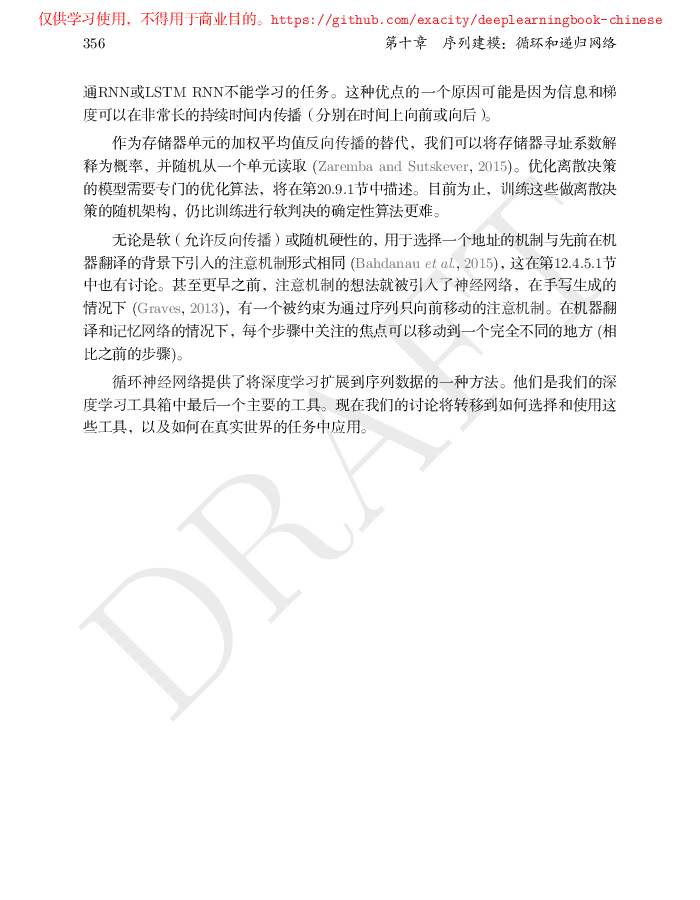 仅供学习使用，不得用于商业目的。https://github.com/exacity/deeplearningbook-chinese
356 第十章 序列建模：循环和递归网络
通RNN或LSTM RNN不能学习的任务。这种优点的一个原因可能是因为信息和梯
度可以在非常长的持续时间内传播（分别在时间上向前或向后）。
作为存储器单元的加权平均值反向传播的替代，我们可以将存储器寻址系数解
释为概率，并随机从一个单元读取 (Zaremba and Sutskever, 2015)。优化离散决策
的模型需要专门的优化算法，将在第20.9.1节中描述。目前为止，训练这些做离散决
策的随机架构，仍比训练进行软判决的确定性算法更难。
无论是软（允许反向传播）或随机硬性的，用于选择一个地址的机制与先前在机
器翻译的背景下引入的注意机制形式相同 (Bahdanau et al., 2015)，这在第12.4.5.1节
中也有讨论。甚至更早之前，注意机制的想法就被引入了神经网络，在手写生成的
情况下 (Graves, 2013)，有一个被约束为通过序列只向前移动的注意机制。在机器翻
译和记忆网络的情况下，每个步骤中关注的焦点可以移动到一个完全不同的地方 (相
比之前的步骤)。
循环神经网络提供了将深度学习扩展到序列数据的一种方法。他们是我们的深
度学习工具箱中最后一个主要的工具。现在我们的讨论将转移到如何选择和使用这
些工具，以及如何在真实世界的任务中应用。
DRAFT